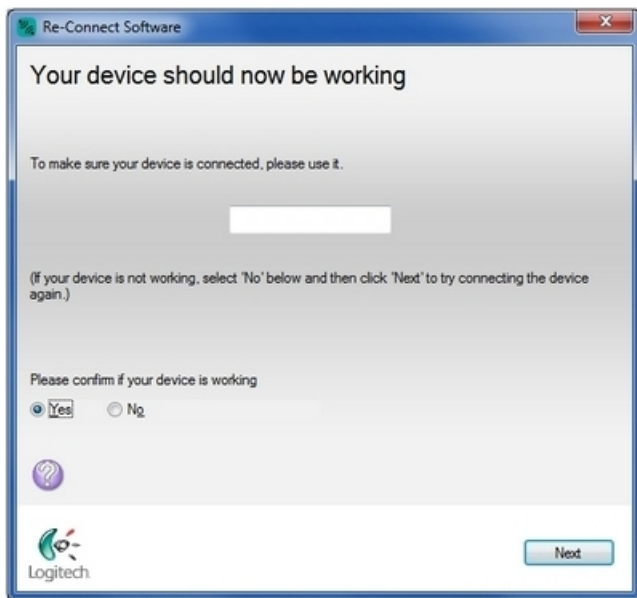 Re-Connect Software
Your device should now be working
To make sure your device is connected, please use it.
(If your device is not working, select 'No' below and then click 'Next' to try connecting the device
again.)
Please confirm if your device is working
Yes No
?
Logitech
Next